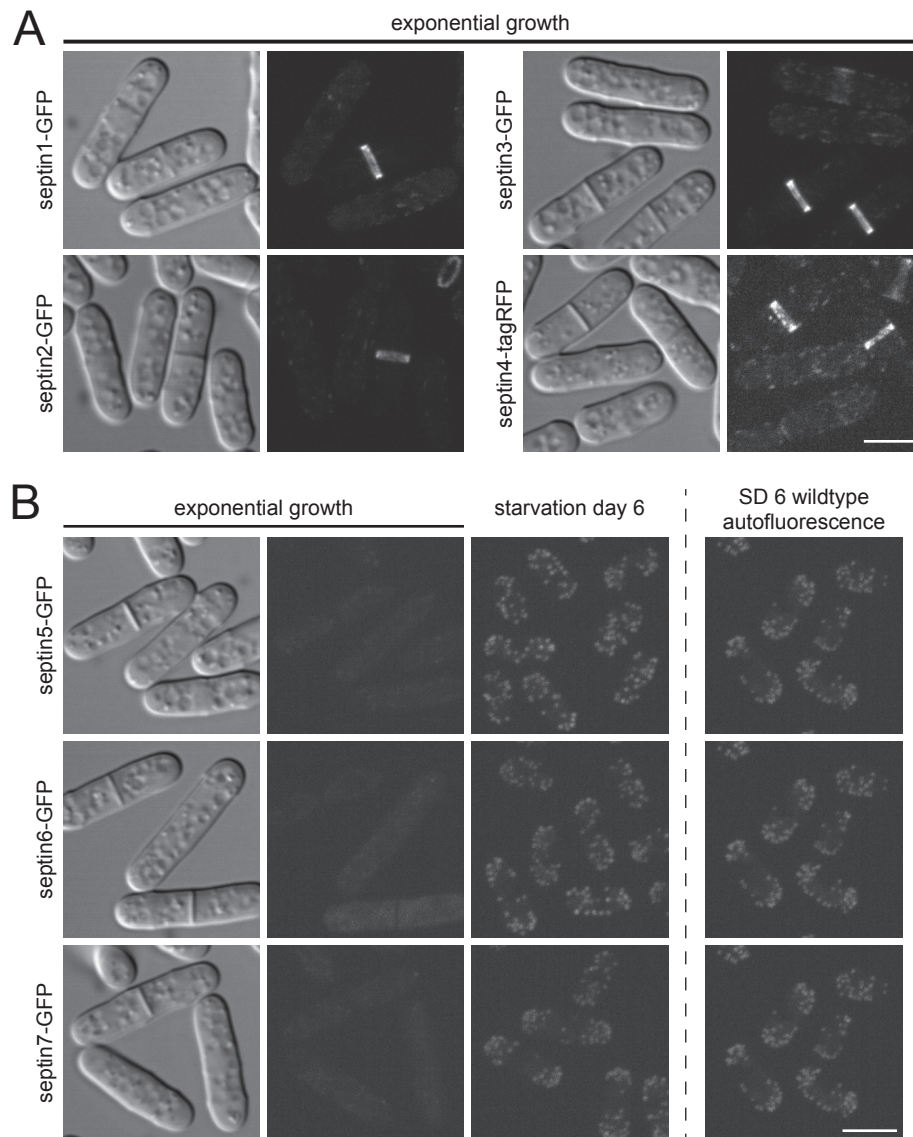 A
exponential growth
septin1-GFP
septin3-GFP
septin2-GFP
septin4-tagRFP
B
exponential growth
starvation day 6
SD 6 wildtype
autofluorescence
septin5-GFP
septin6-GFP
septin7-GFP